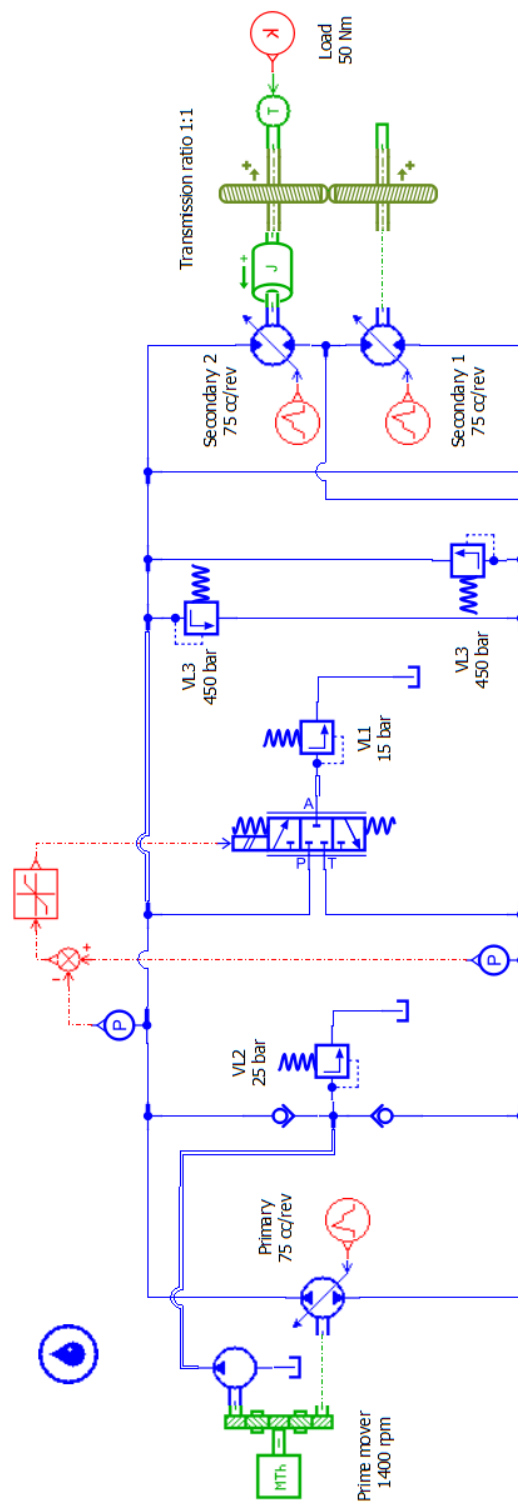 Transmission ratio 1:1
K
Load
50 Nm
T
J
Secondary 2
75 cc/rev
Secondary 1
75 cc/rev
VL3
450 bar
VL3
450 bar
VL1
15 bar
A
P
T
+
-
P
P
VL2
25 bar
Primary
75 cc/rev
MTh
Prime mover
1400 rpm
+
+
+